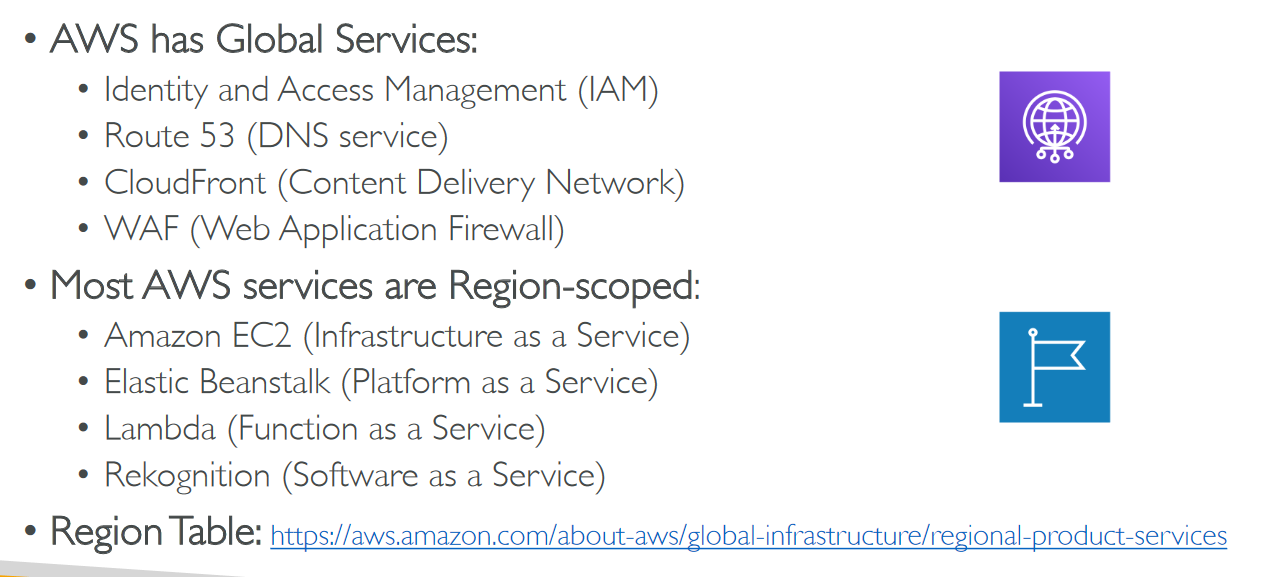 • AWS has Global Services:
• Identity and Access Management (IAM)
• Route 53 (DNS service)
• CloudFront (Content Delivery Network)
• WAF (Web Application Firewall)
• Most AWS services are Region-scoped:
• Amazon EC2 (Infrastructure as a Service)
• Elastic Beanstalk (Platform as a Service)
• Lambda (Function as a Service)
• Rekognition (Software as a Service)
• Region Table: https://aws.amazon.com/about-aws/global-infrastructure/regional-product-services